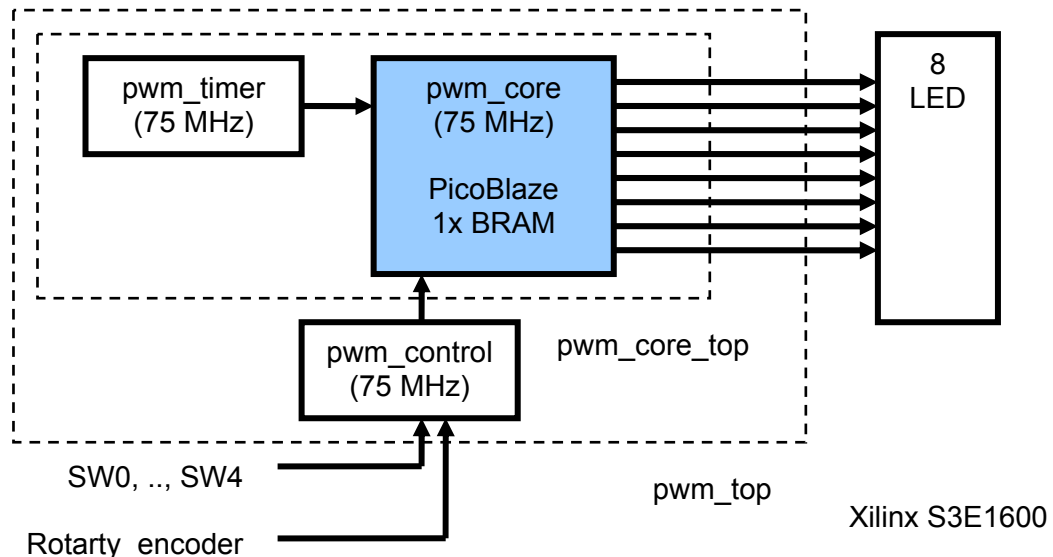 pwm_timer
(75 MHz)
pwm_core
(75 MHz)
PicoBlaze
1x BRAM
8
LED
pwm_control
(75 MHz)
pwm_core_top
SW0, .., SW4
pwm_top
Xilinx S3E1600
Rotarty encoder